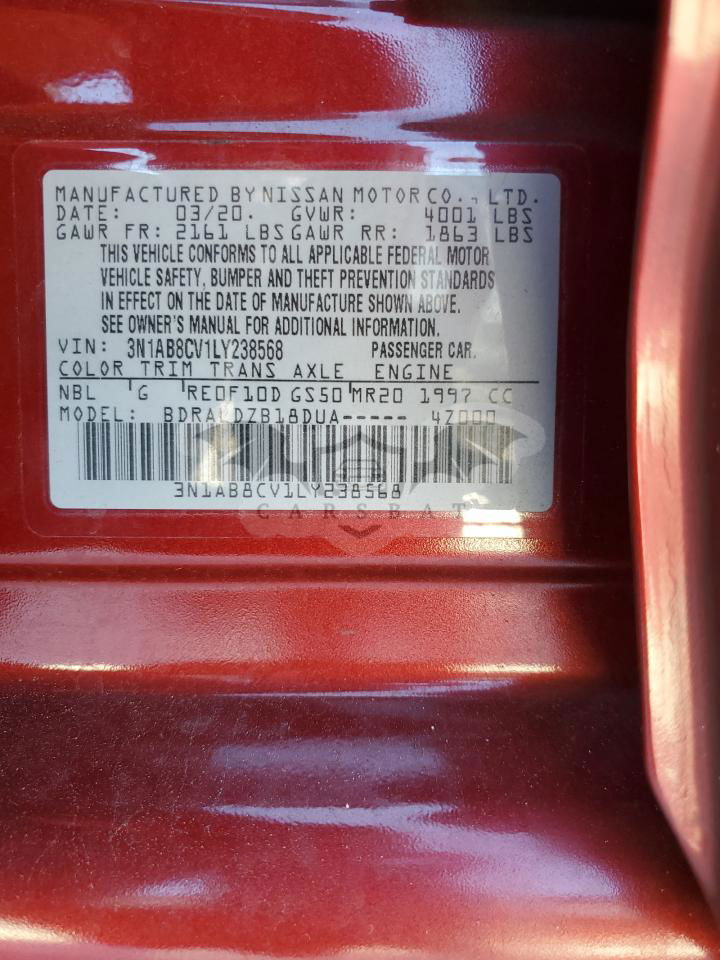 MANUFACTURED BY NISSAN MOTOR CO., LTD.
DATE: 03/20. GVWR: 4001 LBS
GAWR FR: 2161 LBS GAWR RR: 1863 LBS
THIS VEHICLE CONFORMS TO ALL APPLICABLE FEDERAL MOTOR
VEHICLE SAFETY, BUMPER AND THEFT PREVENTION STANDARDS
IN EFFECT ON THE DATE OF MANUFACTURE SHOWN ABOVE.
SEE OWNER'S MANUAL FOR ADDITIONAL INFORMATION.
VIN: 3N1AB8CV1LY238568 PASSENGER CAR.
COLOR TRIM TRANS AXLE ENGINE
NBL G RE0F10D GS50 MR20 1997 CC
MODEL: 4Z000
3N1AB8CV1LY238568
CARSBAT